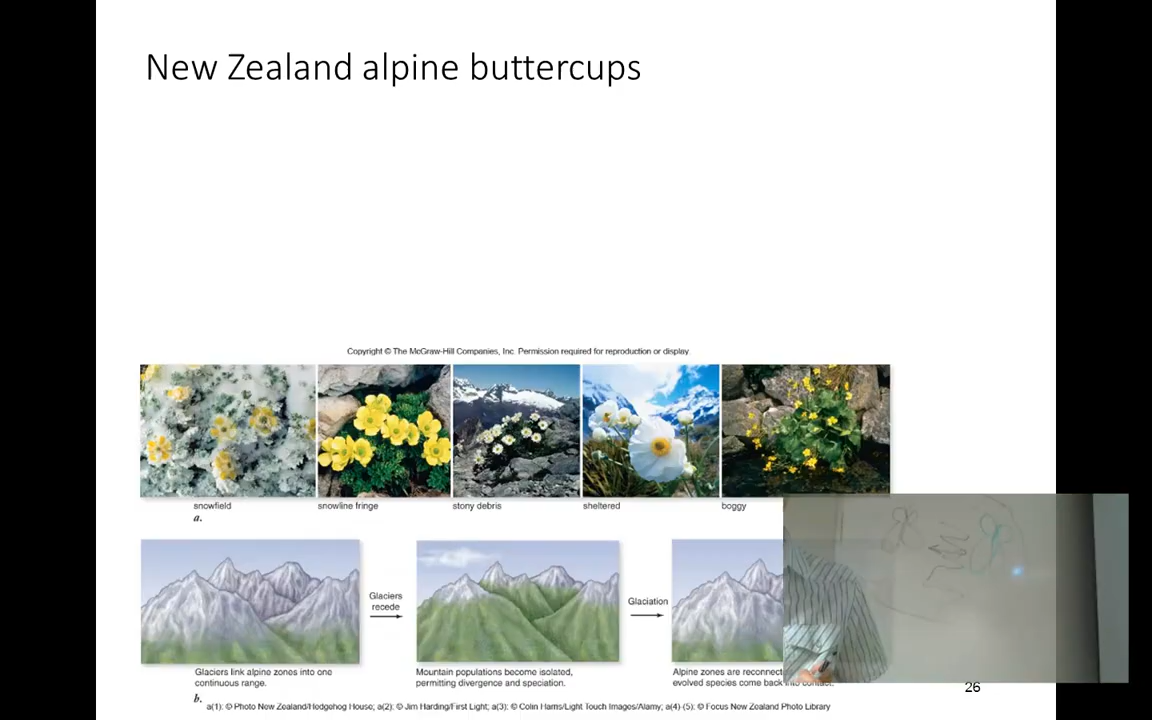 New Zealand alpine buttercups
Copyright © The McGraw-Hill Companies, Inc. Permission required for reproduction or display
snowfield
snowline fringe
stony debris
sheltered
boggy
a.
Glaciers
recede
Glaciation
Glaciers link alpine zones into one
continuous range.
Mountain populations become isolated,
permitting divergence and speciation.
Alpine zones are
evolved species come back
b.
a(1): © Photo New Zealand/Hedgehog House; a(2): © Jim Harding/First Light; a(3): © Colin Harris/Light Touch Images/Alamy; a(4)-(5): © Focus New Zealand Photo Library
26